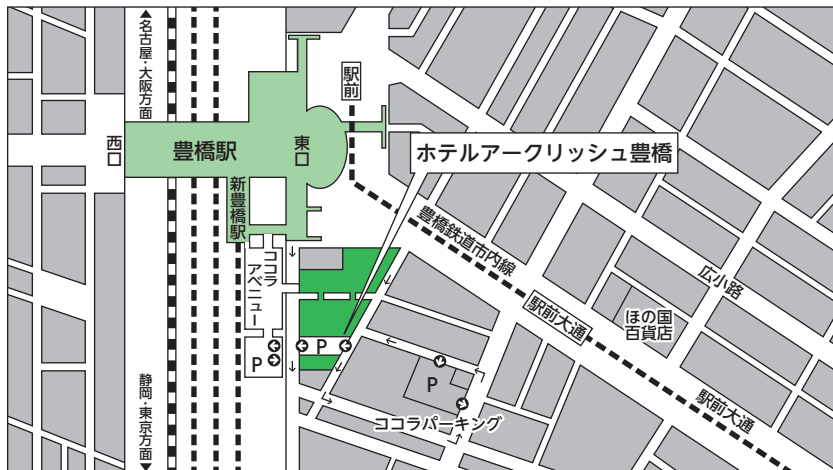 ▲名古屋・大阪方面
駅前
西口
豊橋駅
東口
ホテルアークリッシュ豊橋
新豊橋駅
豊橋鉄道市内線
ココラ
アベニュー
広小路
駅前大通
ほの国
百貨店
P
P
P
静岡・東京方面▼
駅前大通
ココラパーキング